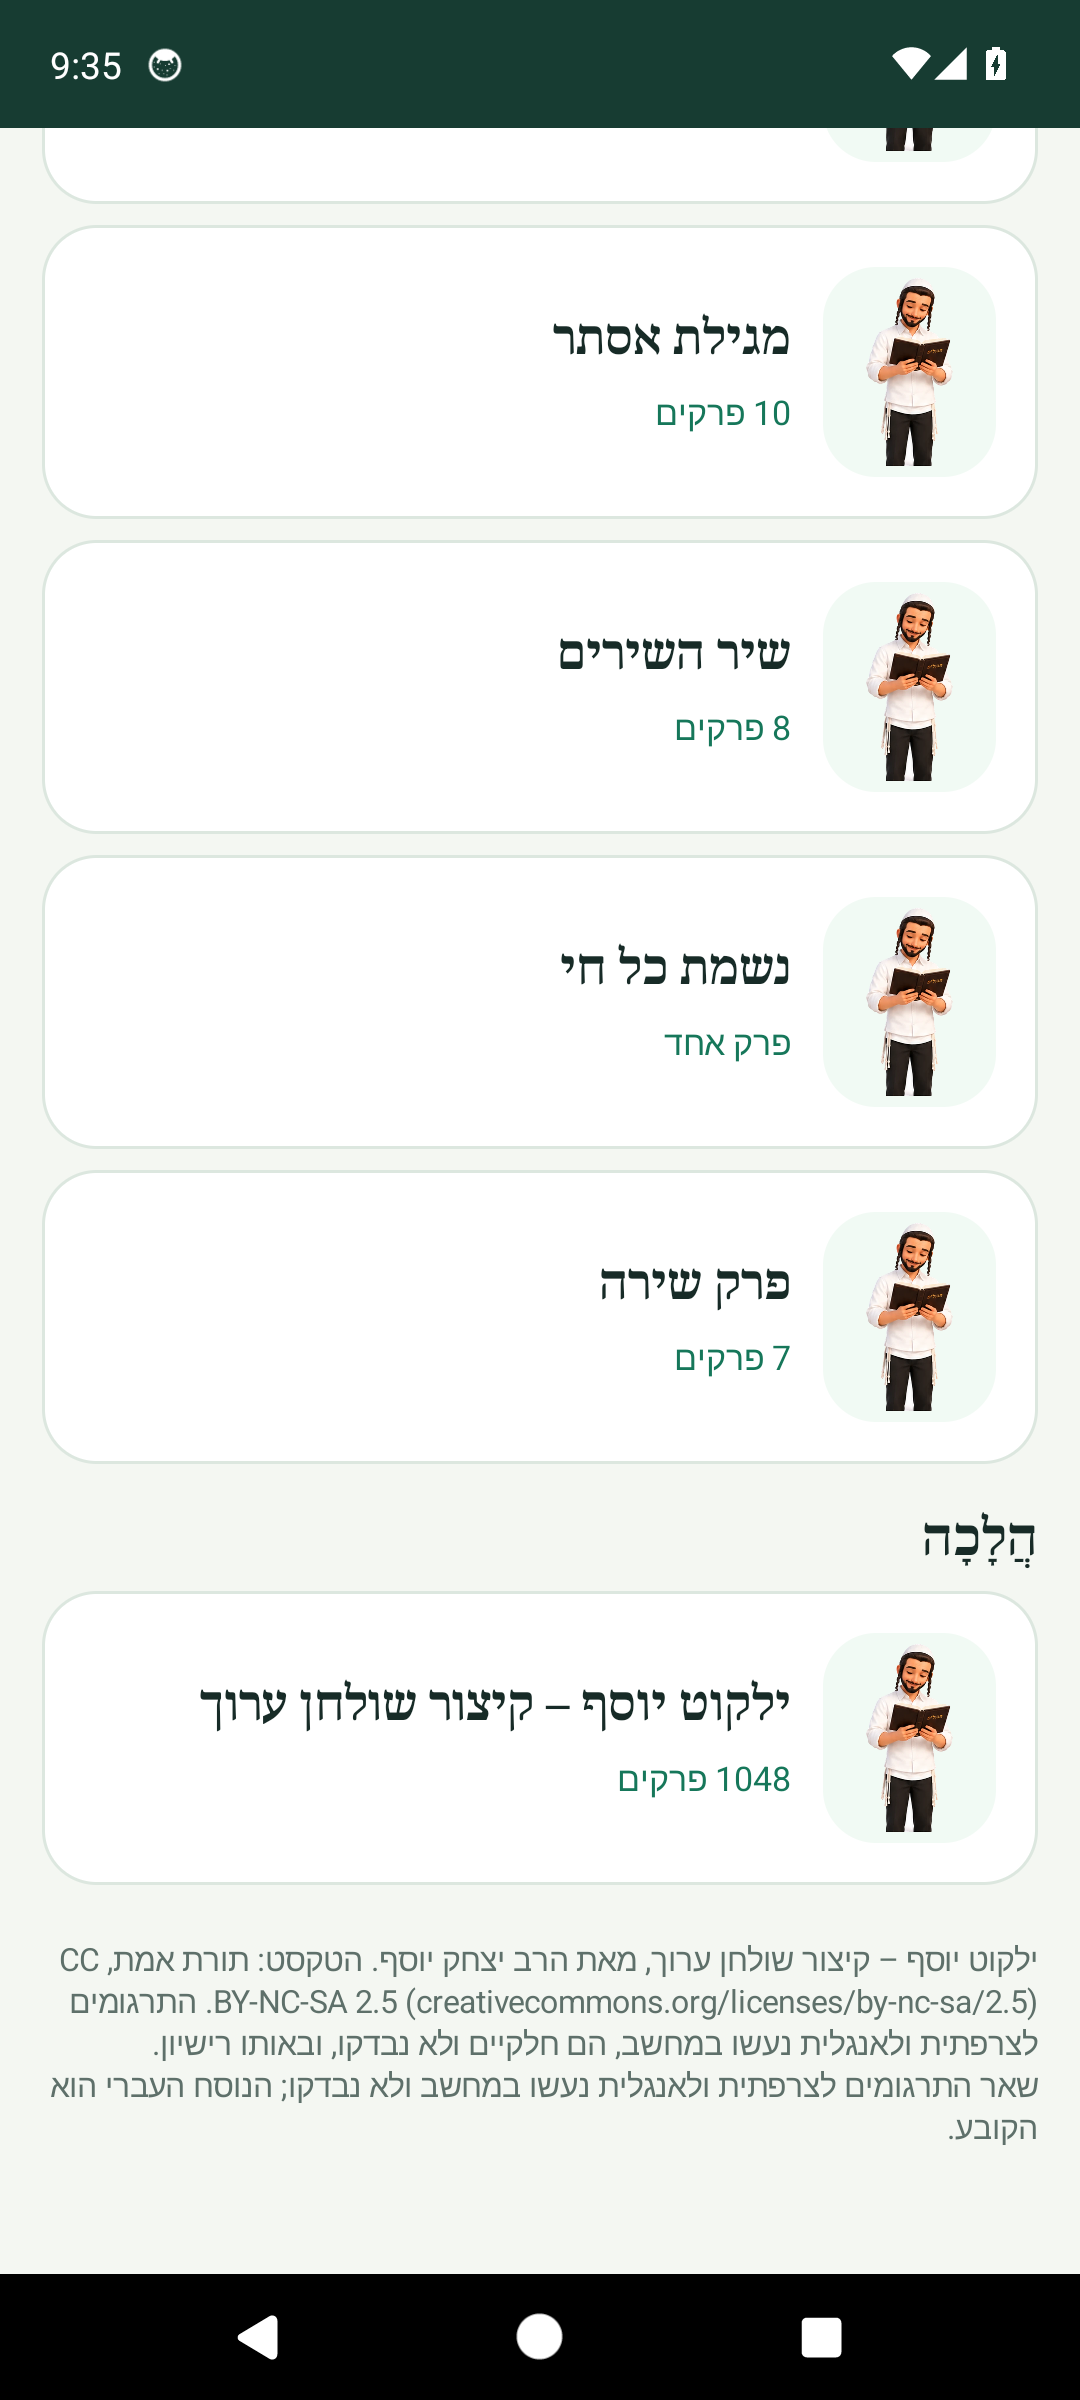 9:35
מגילת אסתר
10 פרקים
שיר השירים
8 פרקים
נשמת כל חי
פרק אחד
פרק שירה
7 פרקים
הֲלָכָה
ילקוט יוסף – קיצור שולחן ערוך
1048 פרקים
ילקוט יוסף – קיצור שולחן ערוך, מאת הרב יצחק יוסף. הטקסט: תורת אמת, CC
BY-NC-SA 2.5 (creativecommons.org/licenses/by-nc-sa/2.5). התרגומים
לצרפתית ולאנגלית נעשו במחשב, הם חלקיים ולא נבדקו, ובאותו רישיון.
שאר התרגומים לצרפתית ולאנגלית נעשו במחשב ולא נבדקו; הנוסח העברי הוא
הקובע.